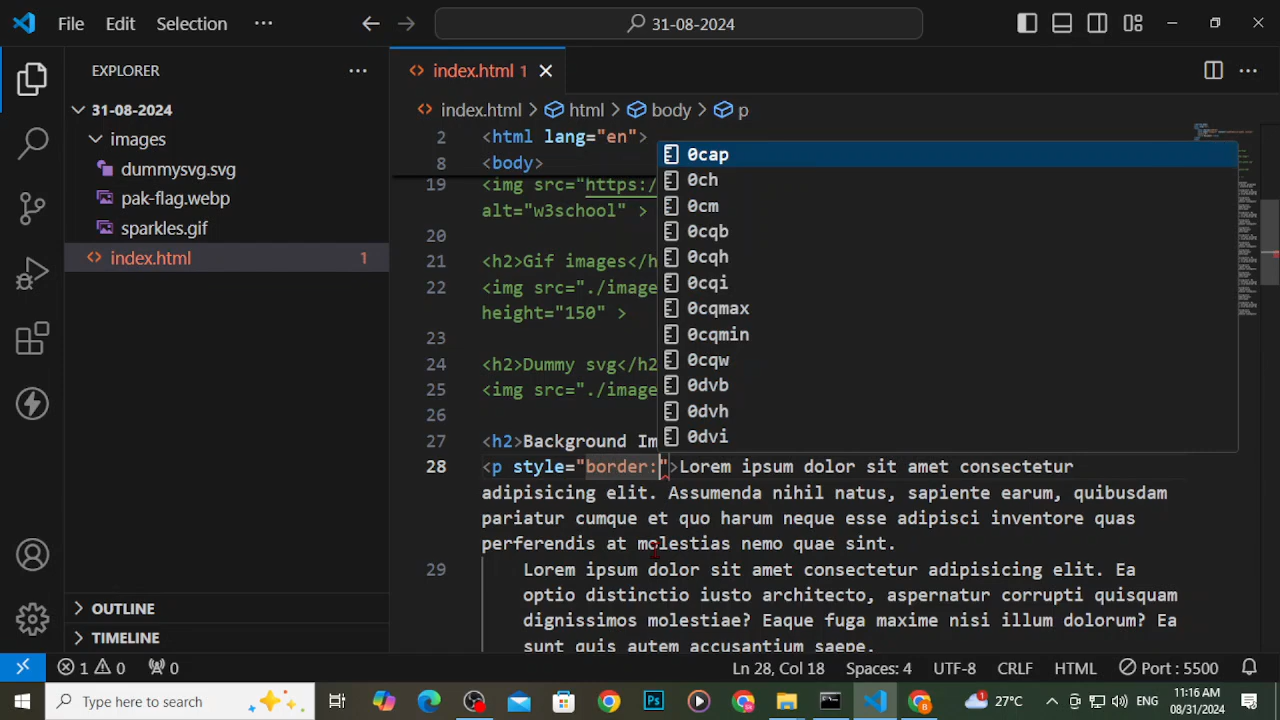 File Edit Selection ···
31-08-2024
EXPLORER
31-08-2024
images
dummysvg.svg
pak-flag.webp
sparkles.gif
index.html 1
OUTLINE
TIMELINE
index.html 1
index.html > html > body > p
2 <html lang="en">
8 <body>
19 <img src="https:/
alt="w3school" >
20
21 <h2>Gif images</h
22 <img src="./image
height="150" >
23
24 <h2>Dummy svg</h2
25 <img src="./image
26
27 <h2>Background Im
28 <p style="border:">Lorem ipsum dolor sit amet consectetur
adipisicing elit. Assumenda nihil natus, sapiente earum, quibusdam
pariatur cumque et quo harum neque esse adipisci inventore quas
perferendis at molestias nemo quae sint.
29 Lorem ipsum dolor sit amet consectetur adipisicing elit. Ea
optio distinctio iusto architecto, aspernatur corrupti quisquam
dignissimos molestiae? Eaque fuga maxime nisi illum dolorum? Ea
sunt quis autem accusantium saepe.
0cap
0ch
0cm
0cqb
0cqh
0cqi
0cqmax
0cqmin
0cqw
0dvb
0dvh
0dvi
1 0 0 Ln 28, Col 18 Spaces: 4 UTF-8 CRLF HTML Port : 5500
Type here to search
1 27°C ENG
11:16 AM
08/31/2024